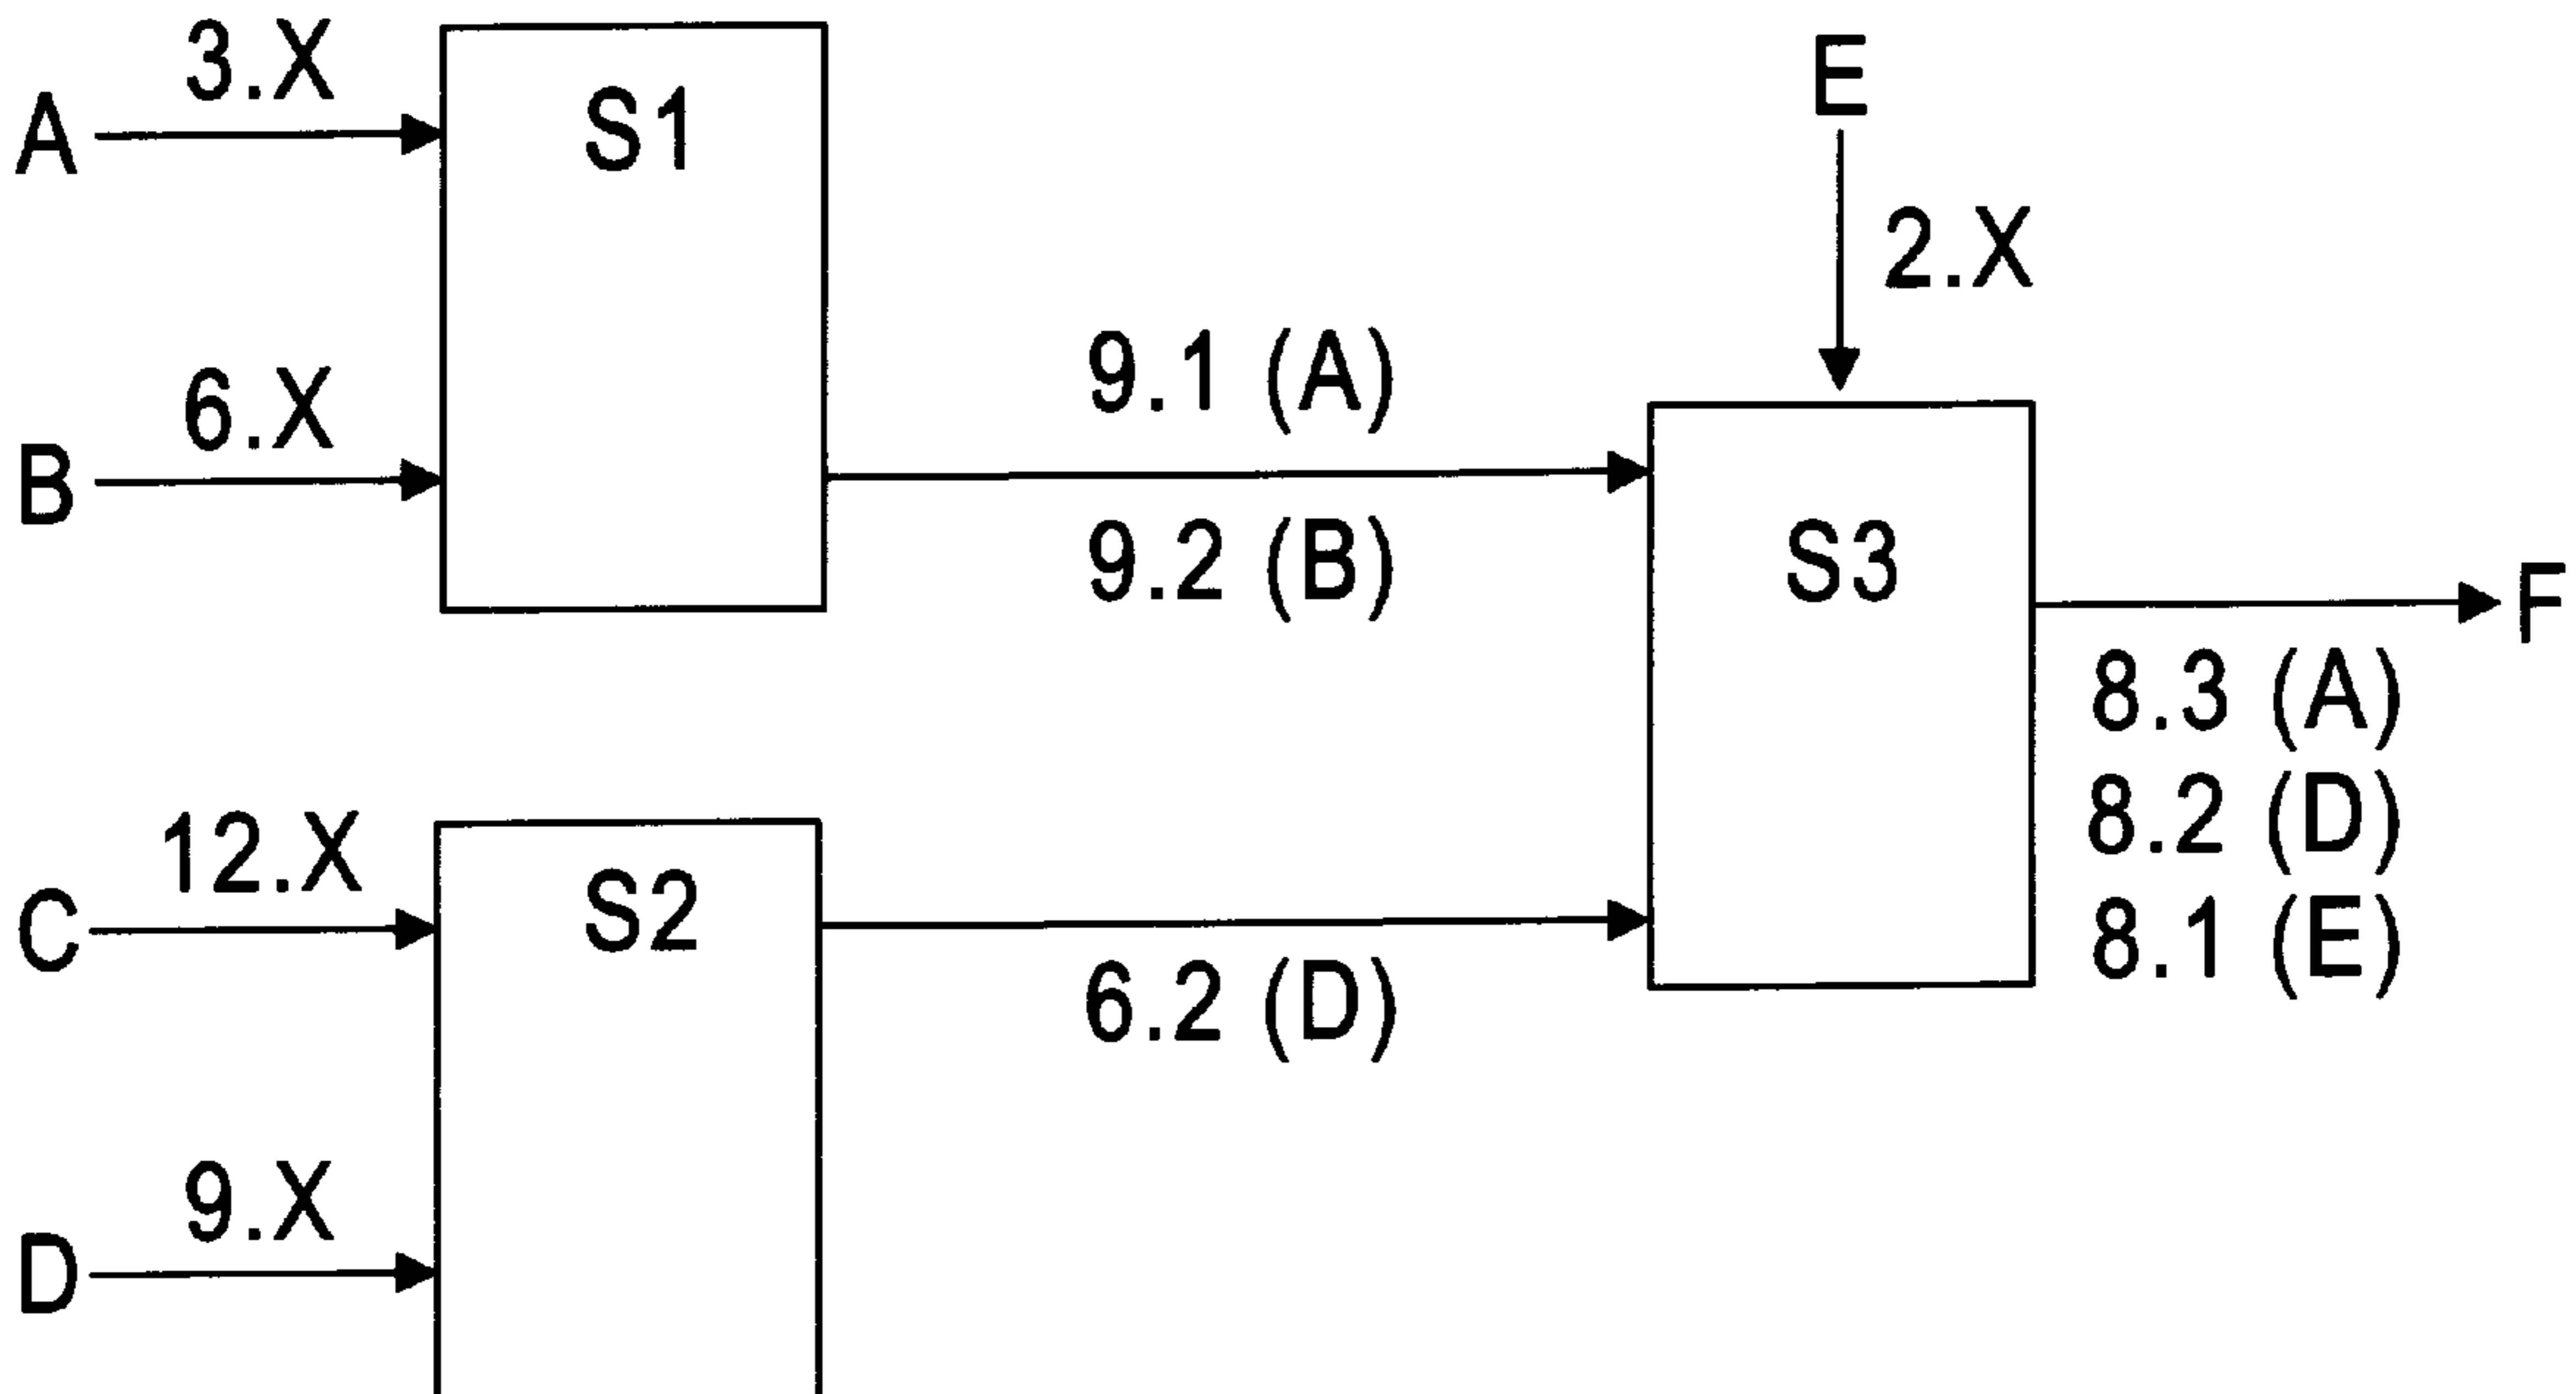 A
3.X
S1
B
6.X
9.1 (A)
9.2 (B)
E
2.X
S3
F
8.3 (A)
8.2 (D)
8.1 (E)
C
12.X
S2
6.2 (D)
D
9.X